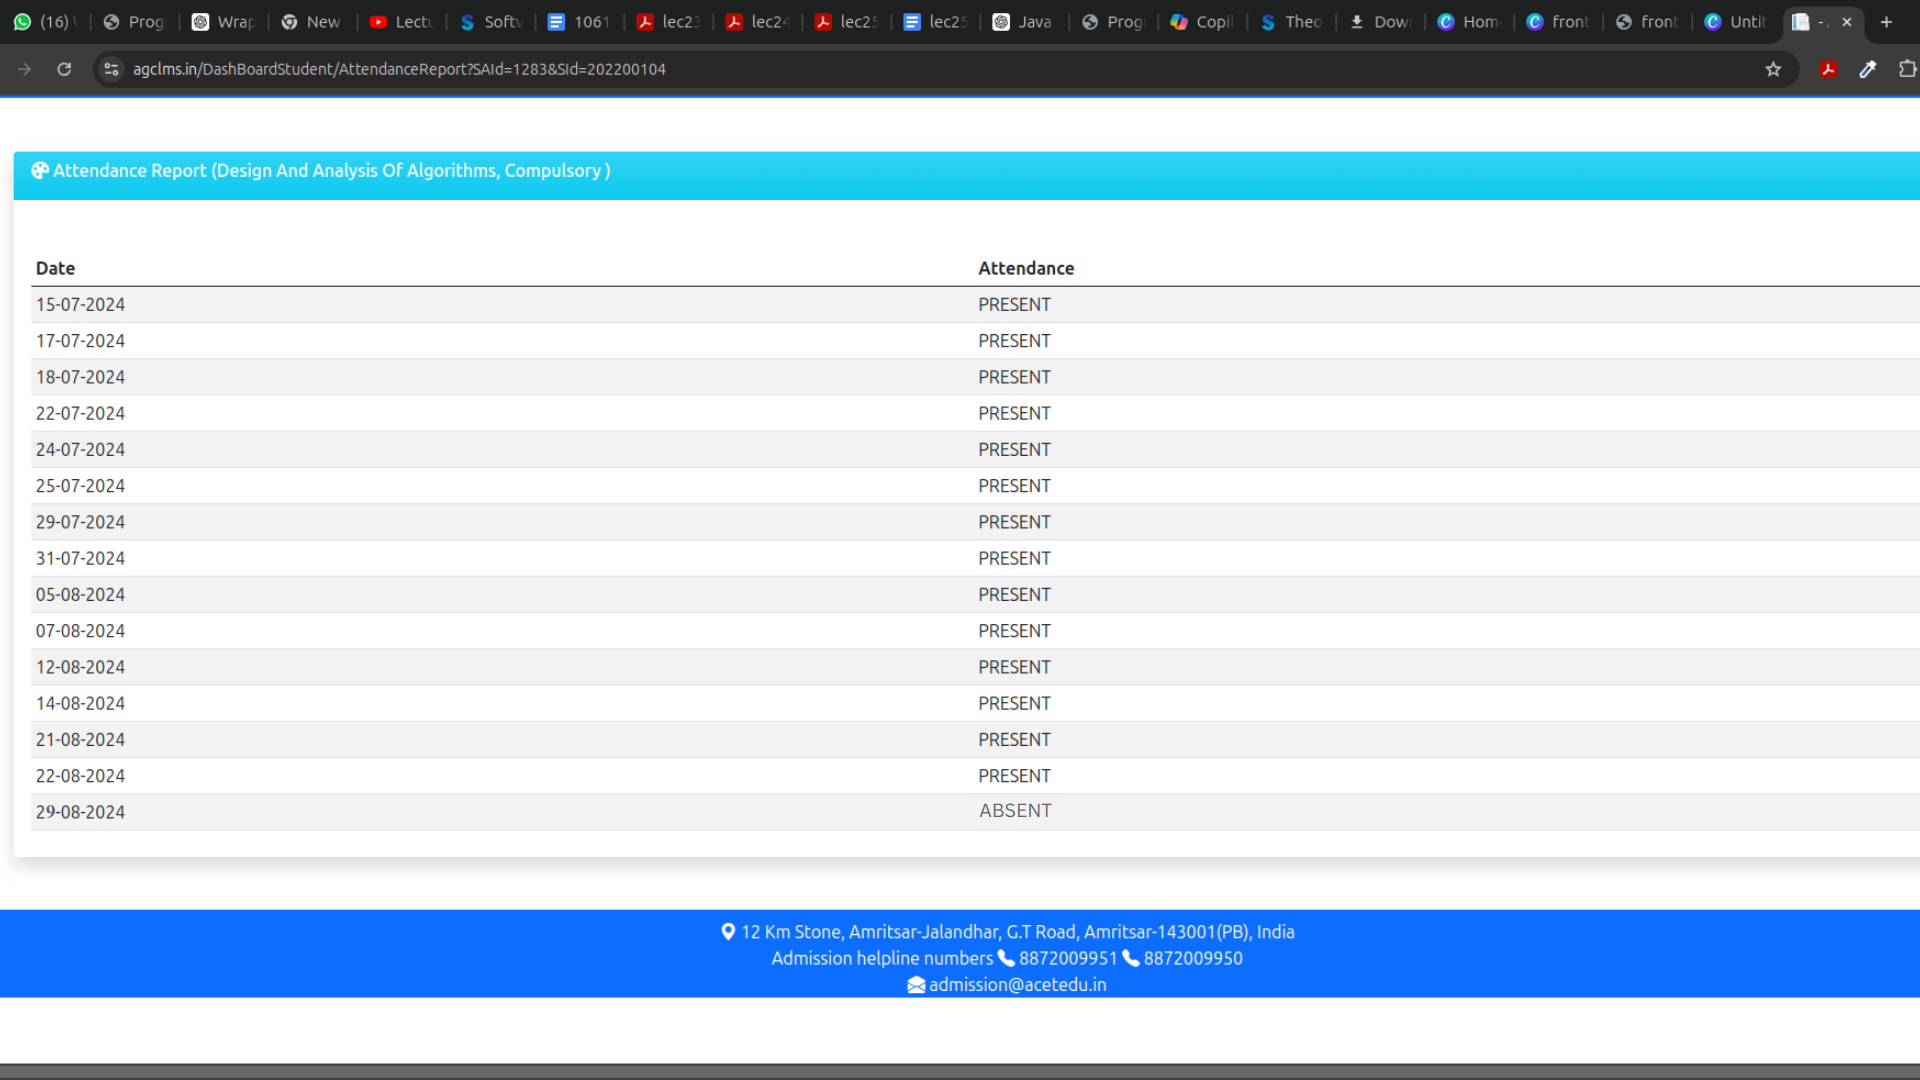 (16) Prog Wrap New Lectu Softw 1061 lec23 lec24 lec25 lec25 Java Prog Copil Theo Dow Hom front front Untit - +
agclms.in/DashBoardStudent/AttendanceReport?SAId=1283&SId=202200104
Attendance Report (Design And Analysis Of Algorithms, Compulsory )
Date Attendance
15-07-2024 PRESENT
17-07-2024 PRESENT
18-07-2024 PRESENT
22-07-2024 PRESENT
24-07-2024 PRESENT
25-07-2024 PRESENT
29-07-2024 PRESENT
31-07-2024 PRESENT
05-08-2024 PRESENT
07-08-2024 PRESENT
12-08-2024 PRESENT
14-08-2024 PRESENT
21-08-2024 PRESENT
22-08-2024 PRESENT
29-08-2024 ABSENT
12 Km Stone, Amritsar-Jalandhar, G.T Road, Amritsar-143001(PB), India
Admission helpline numbers 8872009951 8872009950
admission@acetedu.in